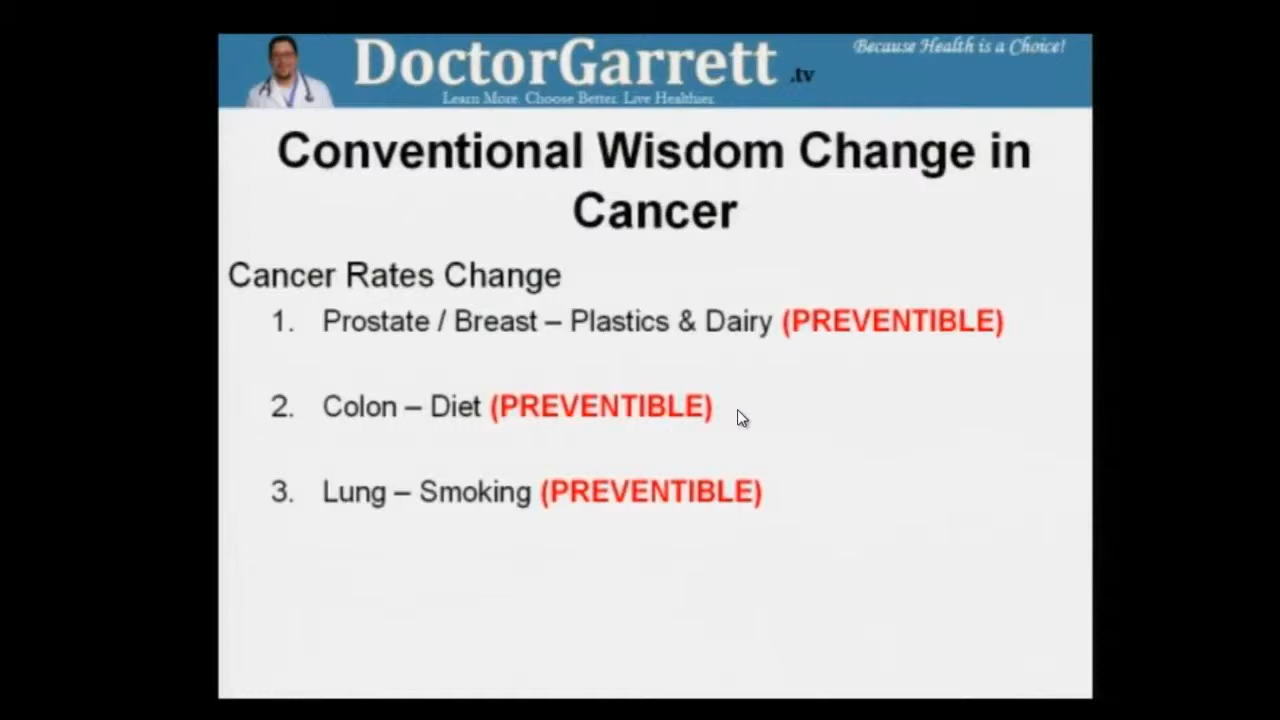 DoctorGarrett .tv
Because Health is a Choice!
Learn More. Choose Better. Live Healthier.
Conventional Wisdom Change in
Cancer
Cancer Rates Change
1. Prostate / Breast – Plastics & Dairy (PREVENTIBLE)
2. Colon – Diet (PREVENTIBLE)
3. Lung – Smoking (PREVENTIBLE)